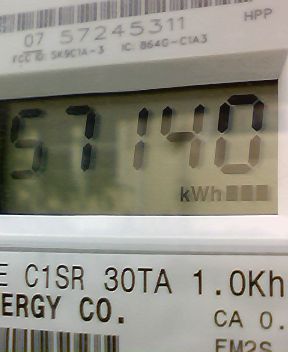 HPP
07 57245311
FCC ID: SK9C1A-3 IC: 864G-C1A3
57140
kWh
E C1SR 30TA 1.0Kh
ERGY CO.
CA 0.
FM2S